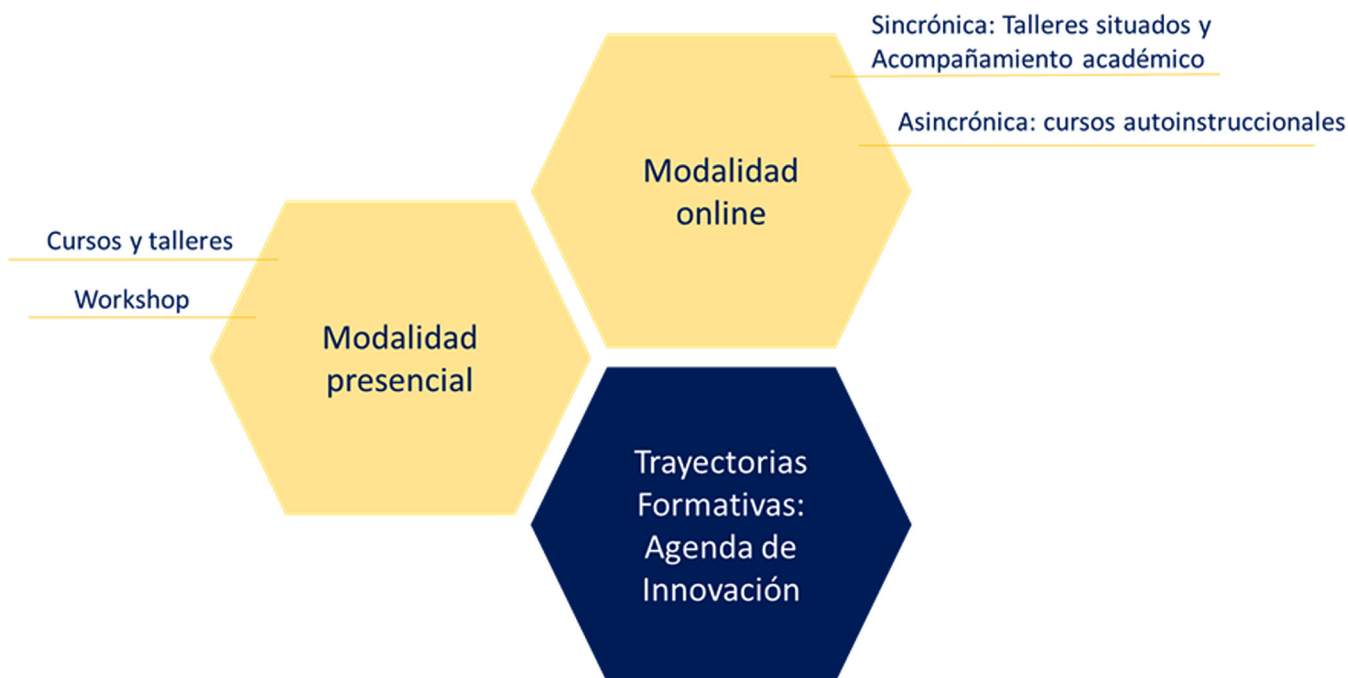 Sincrónica: Talleres situados y
Acompañamiento académico
Asincrónica: cursos autoinstruccionales
Modalidad
online
Cursos y talleres
Workshop
Modalidad
presencial
Trayectorias
Formativas:
Agenda de
Innovación